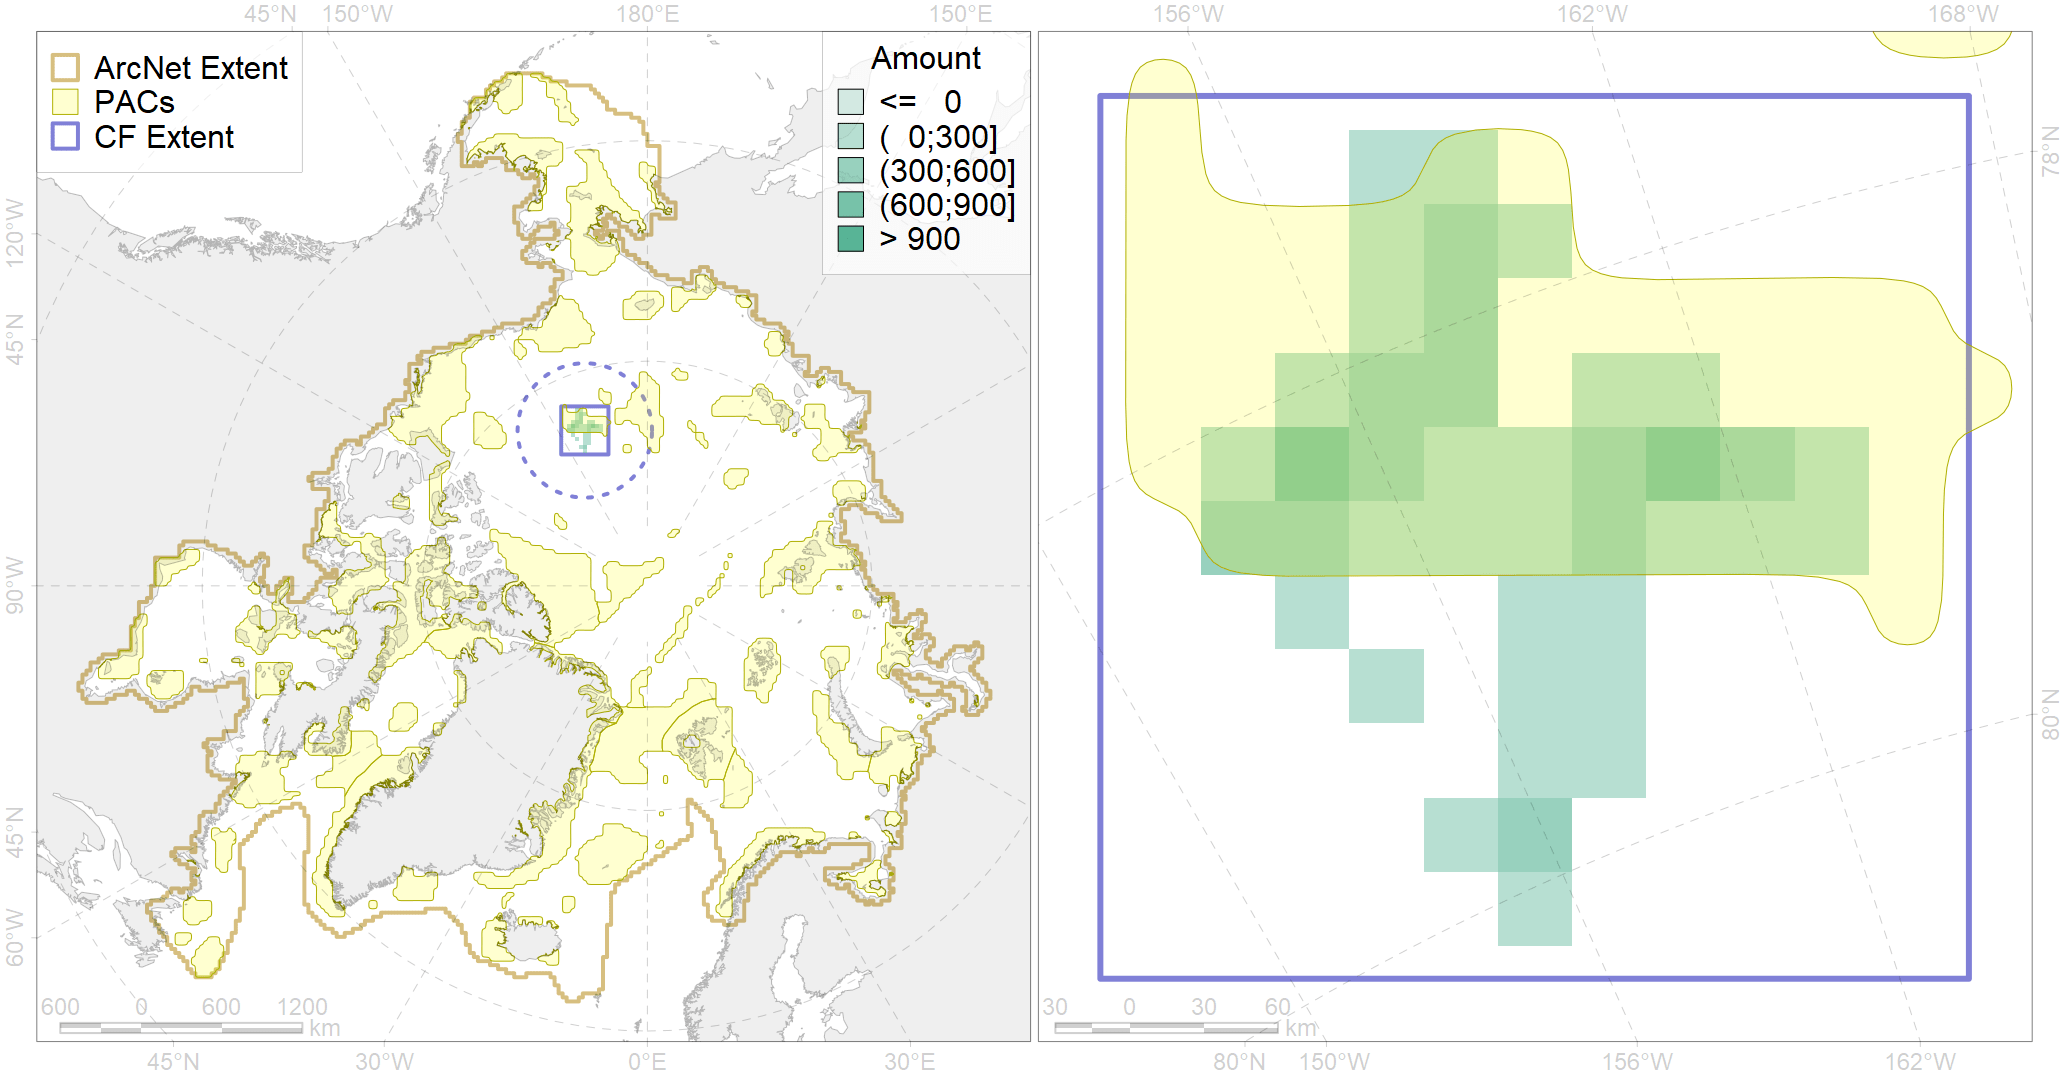 45°N 150°W 180°E 150°E 156°W 162°W 168°W
ArcNet Extent
PACs
CF Extent
Amount
<= 0
( 0;300]
(300;600]
(600;900]
> 900
120°W
45°N
90°W
45°N
60°W
78°N
80°N
600 0 600 1200
km
30 0 30 60
km
45°N 30°W 0°E 30°E 80°N 150°W 156°W 162°W